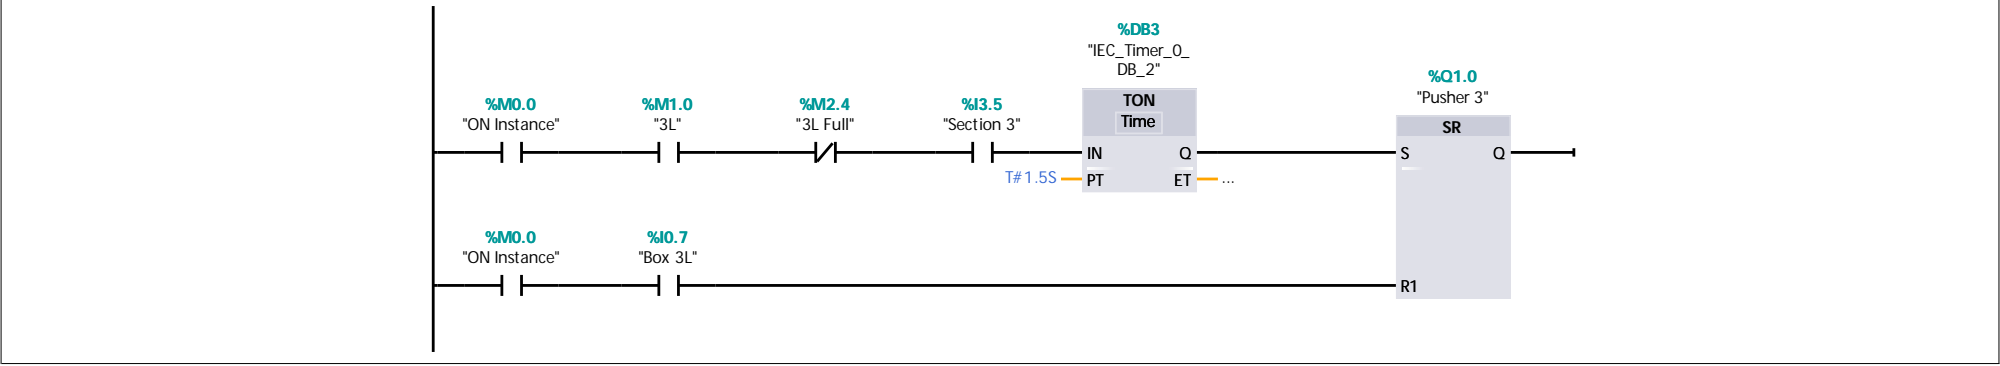 %DB3
"IEC_Timer_0_
DB_2"
%Q1.0
"Pusher 3"
%M0.0 %M1.0 %M2.4 %I3.5 TON
"ON Instance" "3L" "3L Full" "Section 3" Time
SR
IN Q S Q
T#1.5S PT ET ...
%M0.0 %I0.7
"ON Instance" "Box 3L"
R1